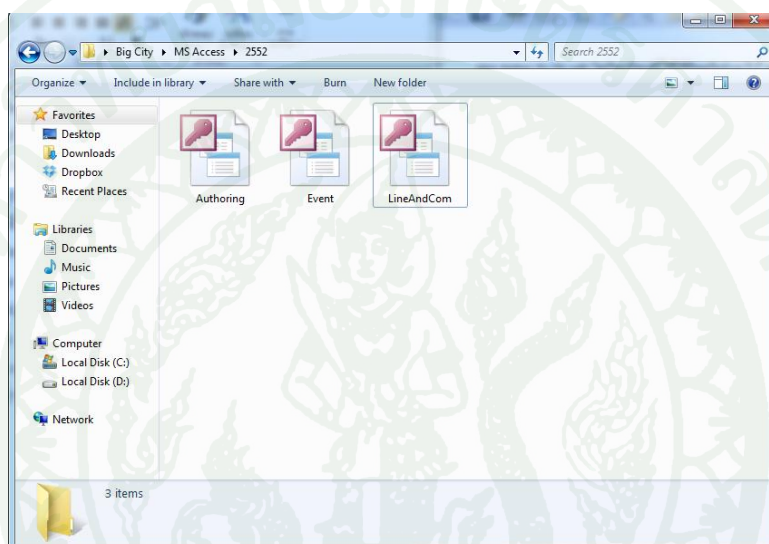 Big City ▸ MS Access ▸ 2552
Search 2552
Organize Include in library Share with Burn New folder
Favorites
Desktop
Downloads
Dropbox
Recent Places
Libraries
Documents
Music
Pictures
Videos
Computer
Local Disk (C:)
Local Disk (D:)
Network
Authoring Event LineAndCom
3 items